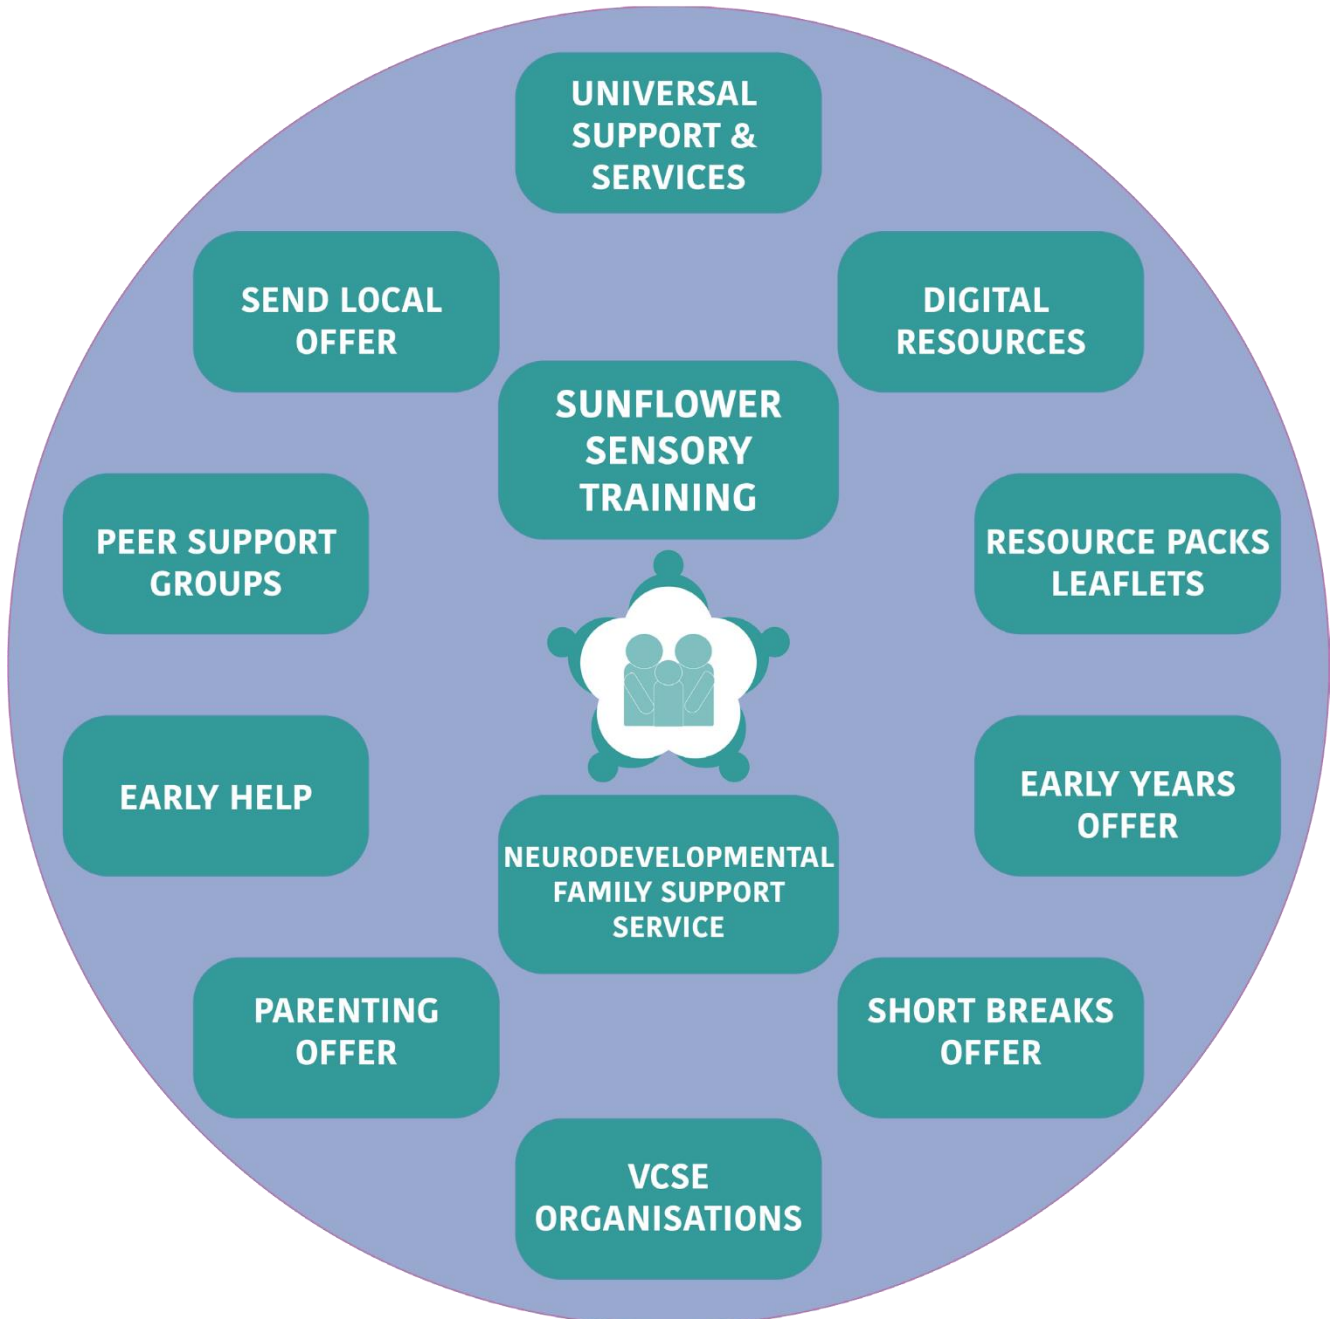 UNIVERSAL
SUPPORT &
SERVICES
SEND LOCAL
OFFER
DIGITAL
RESOURCES
SUNFLOWER
SENSORY
TRAINING
PEER SUPPORT
GROUPS
RESOURCE PACKS
LEAFLETS
EARLY HELP
EARLY YEARS
OFFER
NEURODEVELOPMENTAL
FAMILY SUPPORT
SERVICE
PARENTING
OFFER
SHORT BREAKS
OFFER
VCSE
ORGANISATIONS